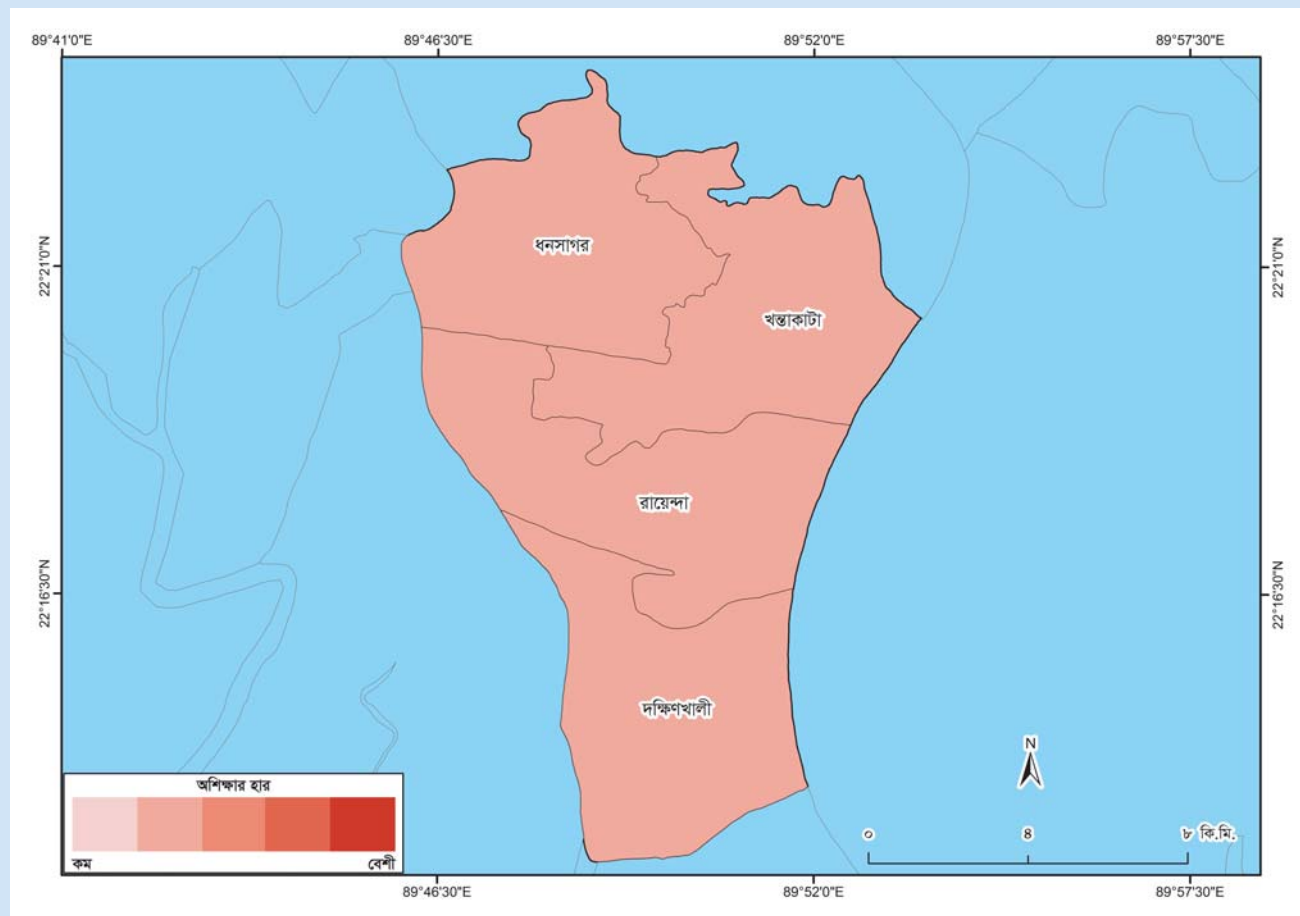 89°41'0"E 89°46'30"E 89°52'0"E 89°57'30"E
22°21'0"N 22°21'0"N
ধনসাগর
খন্তাকাটা
রায়েন্দা
22°16'30"N 22°16'30"N
দক্ষিণখালী
N
অশিক্ষার হার
কম বেশী
০ ৪ ৮ কি.মি.
89°46'30"E 89°52'0"E 89°57'30"E